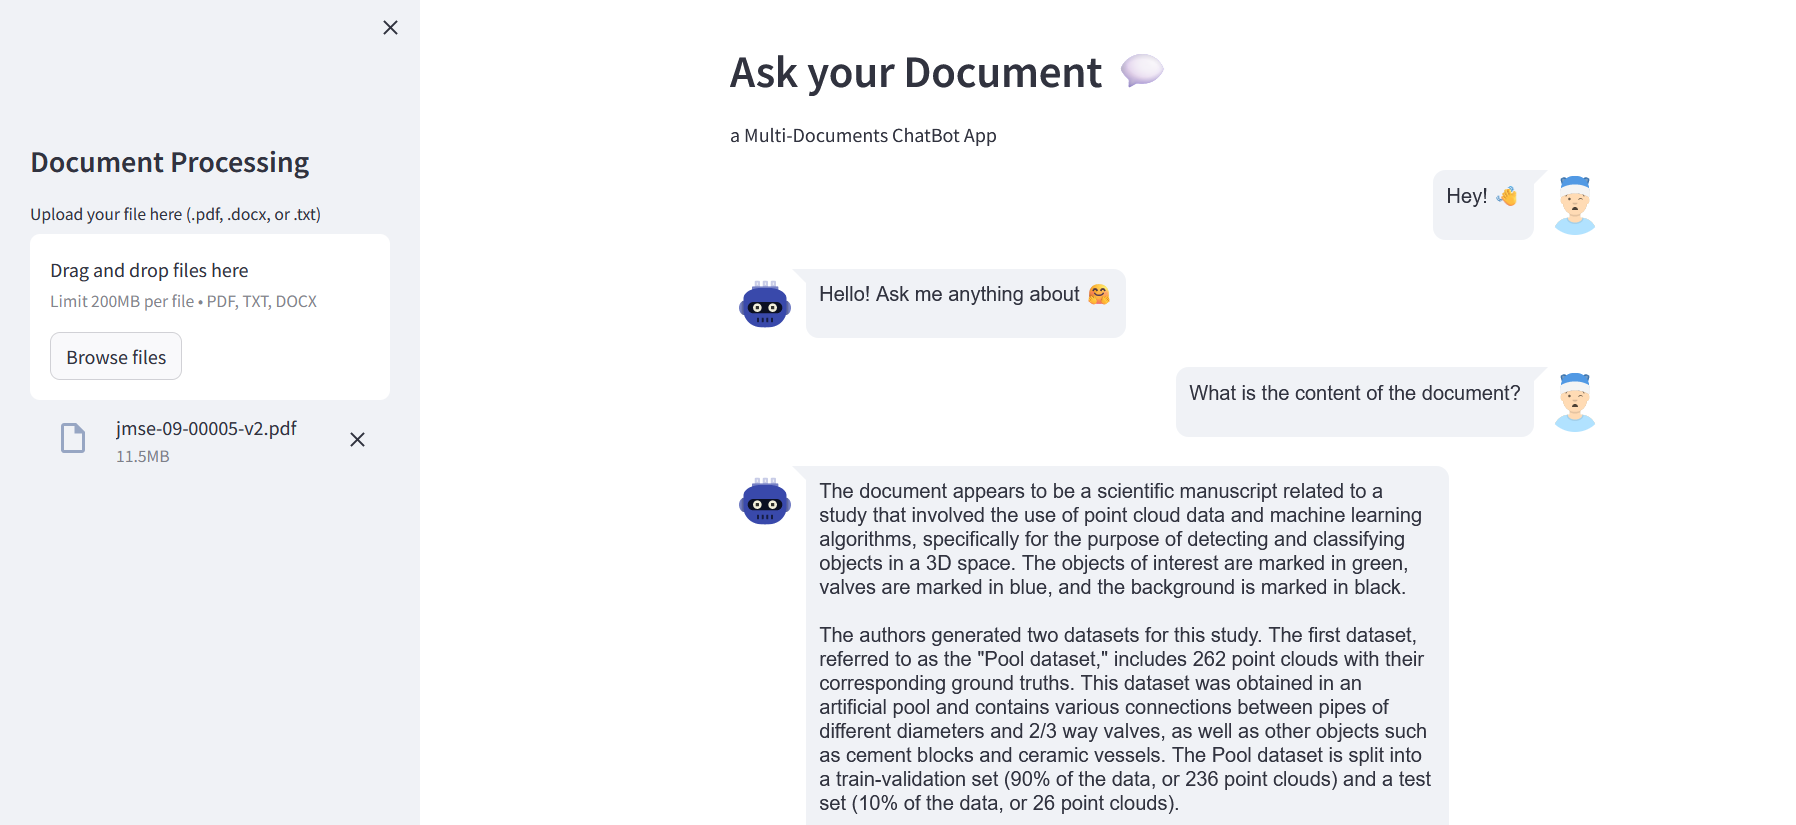 Document Processing
Upload your file here (.pdf, .docx, or .txt)
Drag and drop files here
Limit 200MB per file • PDF, TXT, DOCX
Browse files
jmse-09-00005-v2.pdf
11.5MB
Ask your Document
a Multi-Documents ChatBot App
Hey! 👋
Hello! Ask me anything about 🤗
What is the content of the document?
The document appears to be a scientific manuscript related to a
study that involved the use of point cloud data and machine learning
algorithms, specifically for the purpose of detecting and classifying
objects in a 3D space. The objects of interest are marked in green,
valves are marked in blue, and the background is marked in black.
The authors generated two datasets for this study. The first dataset,
referred to as the "Pool dataset," includes 262 point clouds with their
corresponding ground truths. This dataset was obtained in an
artificial pool and contains various connections between pipes of
different diameters and 2/3 way valves, as well as other objects such
as cement blocks and ceramic vessels. The Pool dataset is split into
a train-validation set (90% of the data, or 236 point clouds) and a test
set (10% of the data, or 26 point clouds).